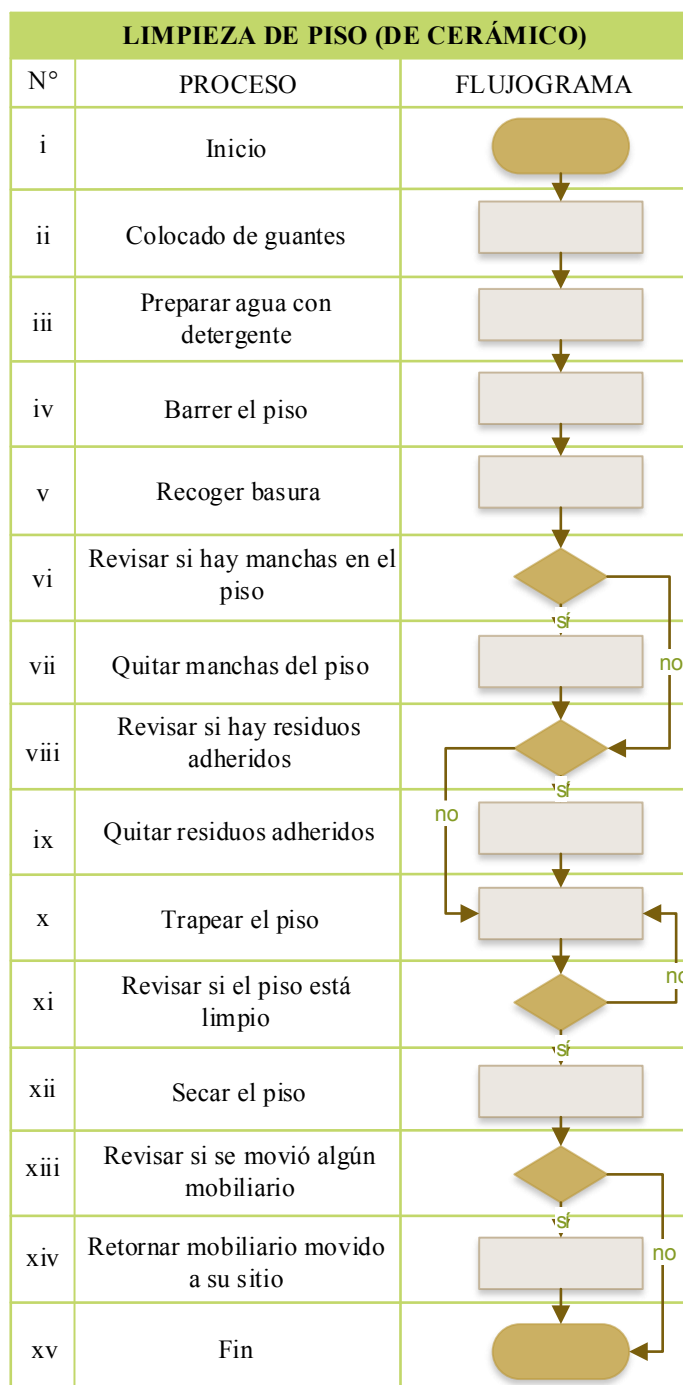 LIMPIEZA DE PISO (DE CERÁMICO)
N° PROCESO FLUJOGRAMA
i Inicio
ii Colocado de guantes
iii Preparar agua con
detergente
iv Barrer el piso
v Recoger basura
vi Revisar si hay manchas en el
piso
sí
no
vii Quitar manchas del piso
viii Revisar si hay residuos
adheridos
sí
no
ix Quitar residuos adheridos
x Trapear el piso
xi Revisar si el piso está
limpio
no
sí
xii Secar el piso
xiii Revisar si se movió algún
mobiliario
sí
no
xiv Retornar mobiliario movido
a su sitio
xv Fin